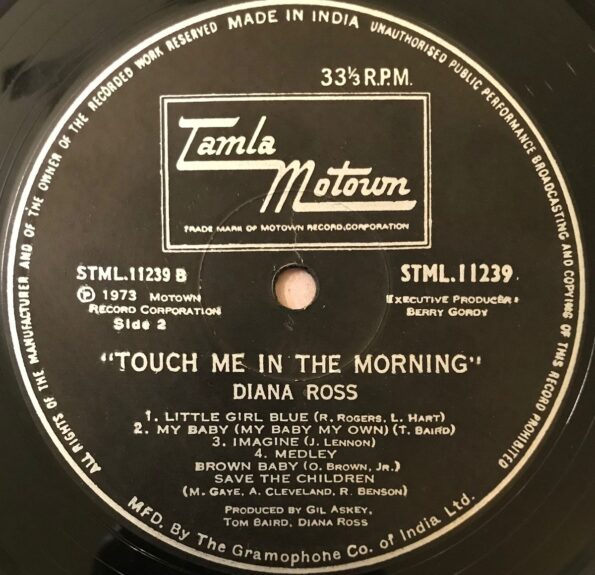 ALL RIGHTS OF THE MANUFACTURER AND OF THE OWNER OF THE RECORDED WORK RESERVED MADE IN INDIA UNAUTHORISED PUBLIC PERFORMANCE BROADCASTING AND COPYING OF THIS RECORD PROHIBITED
33⅓ R.P.M.
Tamla
Motown
TRADE MARK OF MOTOWN RECORD,CORPORATION
STML.11239 B
Ⓟ 1973 MOTOWN
RECORD CORPORATION
Side 2
STML.11239
EXECUTIVE PRODUCER:
BERRY GORDY
"TOUCH ME IN THE MORNING"
DIANA ROSS
1. LITTLE GIRL BLUE (R. ROGERS, L. HART)
2. MY BABY (MY BABY MY OWN) (T. BAIRD)
3. IMAGINE (J. LENNON)
4. MEDLEY
BROWN BABY (O. BROWN, JR.)
SAVE THE CHILDREN
(M. GAYE, A. CLEVELAND, R. BENSON)
PRODUCED BY GIL ASKEY,
TOM BAIRD, DIANA ROSS
MFD. By The Gramophone Co. of India Ltd.